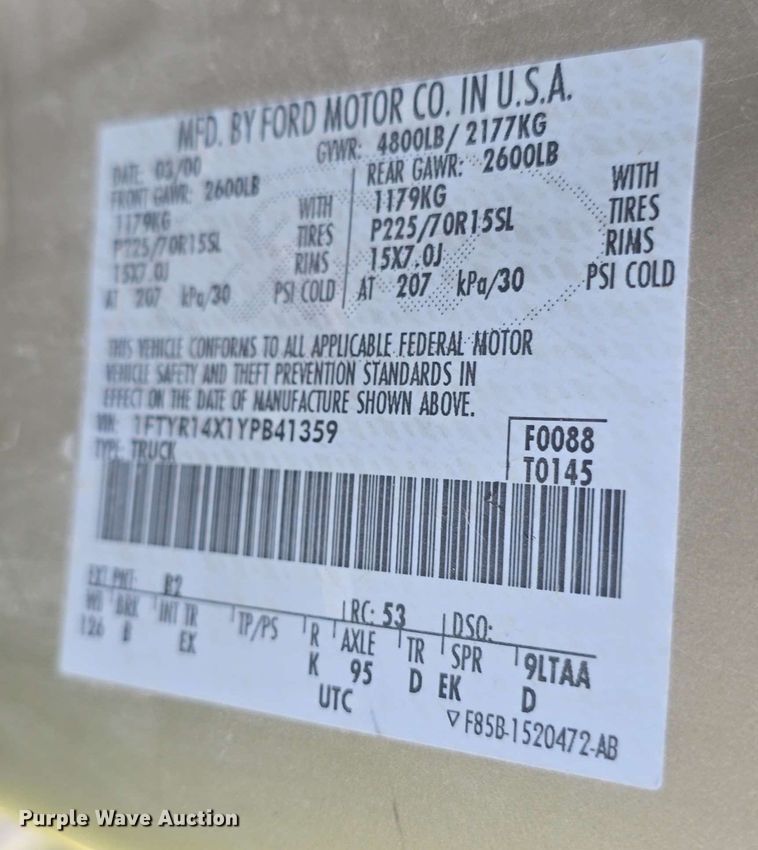 MFD. BY FORD MOTOR CO. IN U.S.A.
DATE: 03/00 GVWR: 4800LB/ 2177KG
FRONT GAWR: 2600LB REAR GAWR: 2600LB
1179KG WITH 1179KG WITH
P225/70R15SL TIRES P225/70R15SL TIRES
15X7.0J RIMS 15X7.0J RIMS
AT 207 kPa/30 PSI COLD AT 207 kPa/30 PSI COLD
THIS VEHICLE CONFORMS TO ALL APPLICABLE FEDERAL MOTOR
VEHICLE SAFETY AND THEFT PREVENTION STANDARDS IN
EFFECT ON THE DATE OF MANUFACTURE SHOWN ABOVE.
VIN: 1FTYR14X1YPB41359 F0088
TYPE: TRUCK T0145
EXT PNT: B2 RC: 53 DSO:
WB BRK INT TR TP/PS R AXLE TR SPR 9LTAA
126 B EK K 95 D EK D
UTC ▽ F85B-1520472-AB
Purple Wave Auction